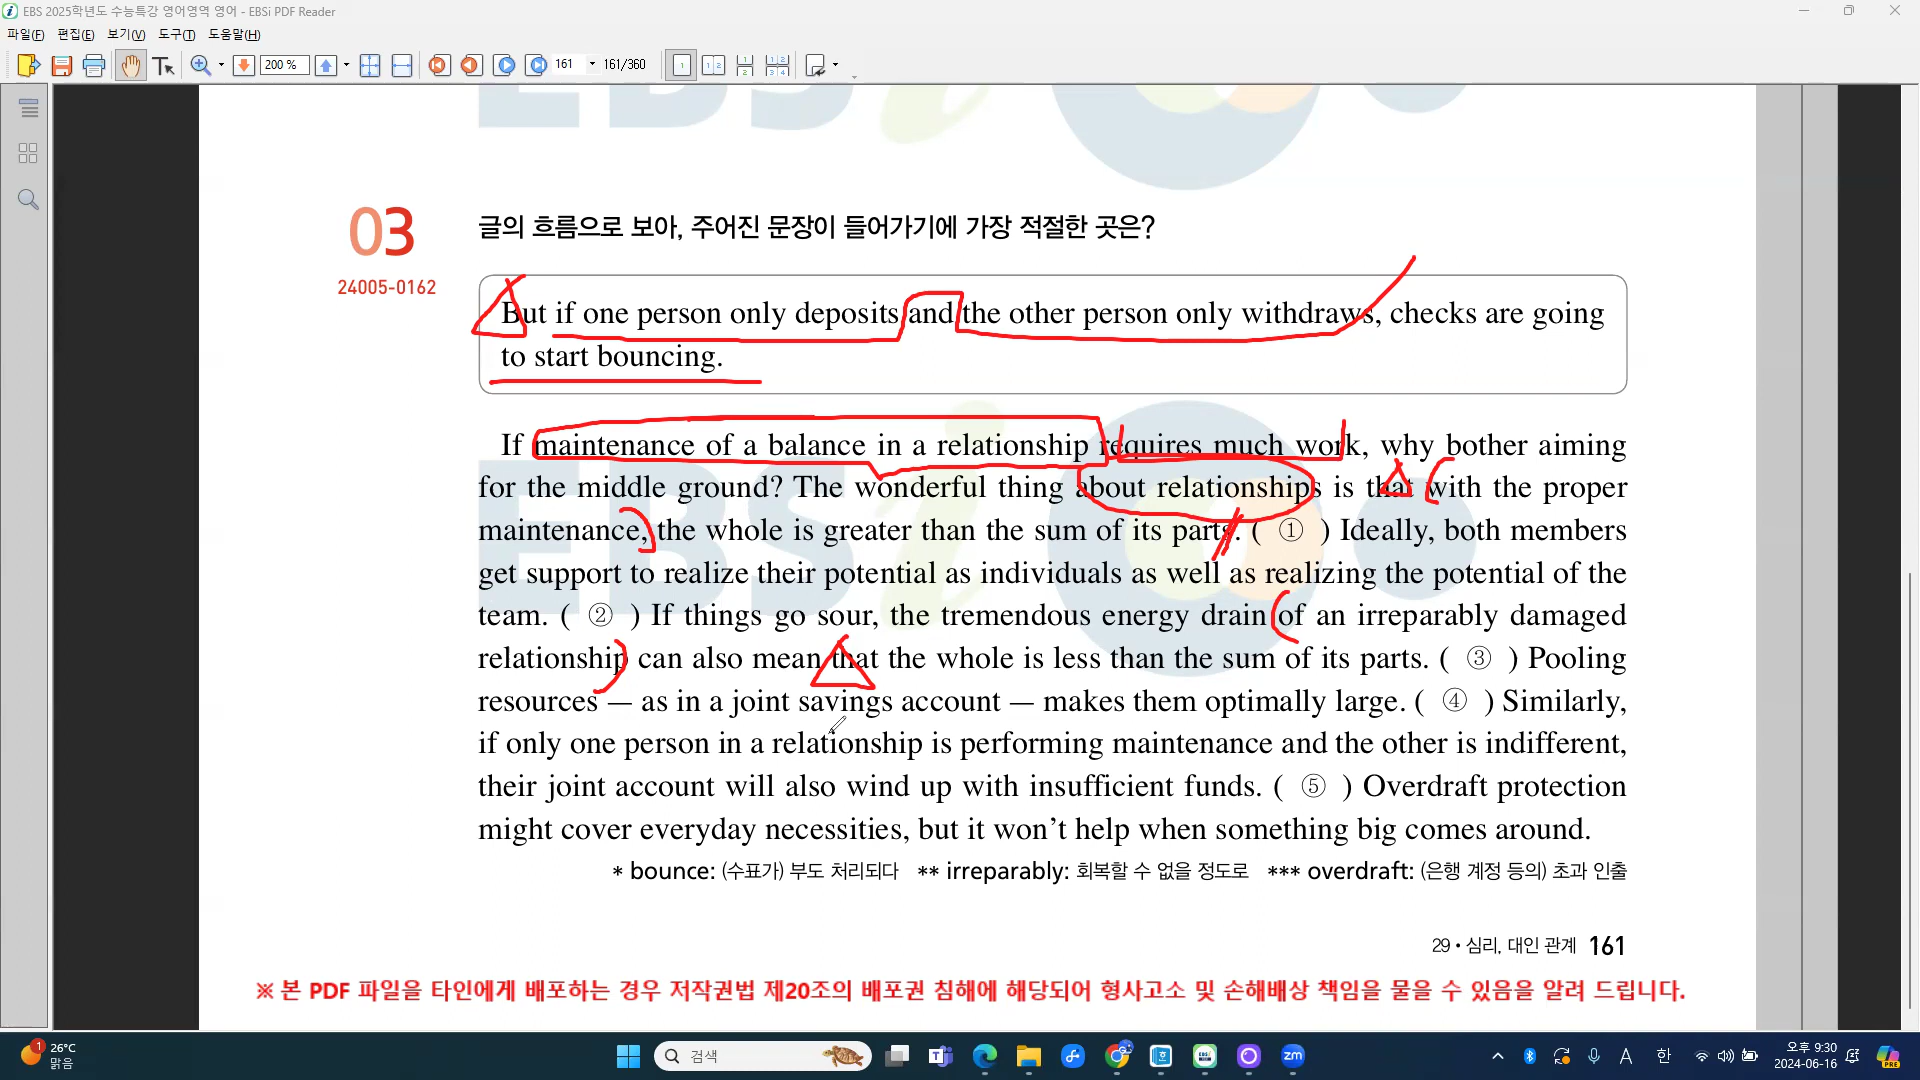 EBS 2025학년도 수능특강 영어영역 영어 - EBSi PDF Reader
파일(F) 편집(E) 보기(V) 도구(T) 도움말(H)
200 % 161 161/360
EBSi
03
24005-0162
글의 흐름으로 보아, 주어진 문장이 들어가기에 가장 적절한 곳은?
But if one person only deposits and the other person only withdraws, checks are going
to start bouncing.
If maintenance of a balance in a relationship requires much work, why bother aiming
for the middle ground? The wonderful thing about relationships is that with the proper
maintenance, the whole is greater than the sum of its parts. ( ① ) Ideally, both members
get support to realize their potential as individuals as well as realizing the potential of the
team. ( ② ) If things go sour, the tremendous energy drain of an irreparably damaged
relationship can also mean that the whole is less than the sum of its parts. ( ③ ) Pooling
resources — as in a joint savings account — makes them optimally large. ( ④ ) Similarly,
if only one person in a relationship is performing maintenance and the other is indifferent,
their joint account will also wind up with insufficient funds. ( ⑤ ) Overdraft protection
might cover everyday necessities, but it won't help when something big comes around.
* bounce: (수표가) 부도 처리되다 ** irreparably: 회복할 수 없을 정도로 *** overdraft: (은행 계정 등의) 초과 인출
29 • 심리, 대인 관계 161
※ 본 PDF 파일을 타인에게 배포하는 경우 저작권법 제20조의 배포권 침해에 해당되어 형사고소 및 손해배상 책임을 물을 수 있음을 알려 드립니다.
1 26°C
맑음
검색
zm
A 한
오후 9:30
2024-06-16